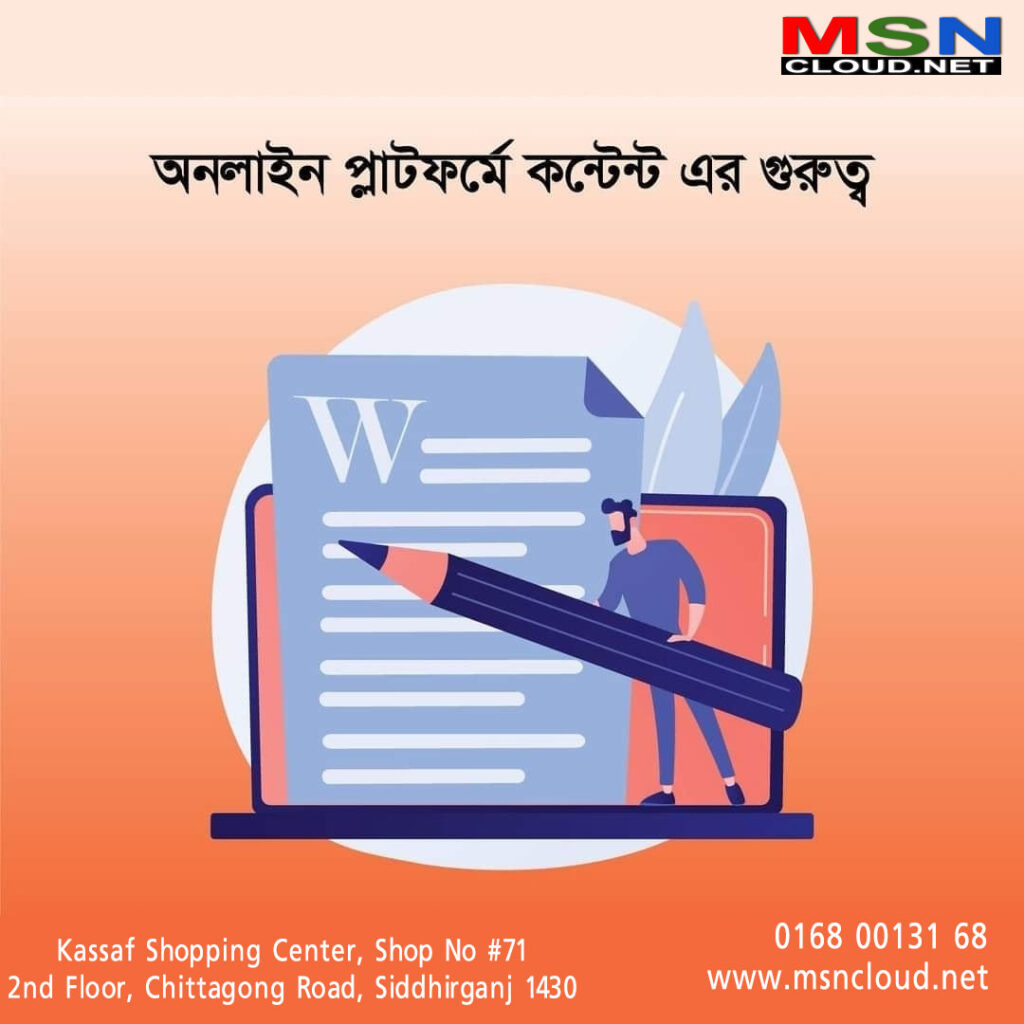 MSN
CLOUD.NET
অনলাইন প্লাটফর্মে কন্টেন্ট এর গুরুত্ব
W
Kassaf Shopping Center, Shop No #71
2nd Floor, Chittagong Road, Siddhirganj 1430
0168 00131 68
www.msncloud.net